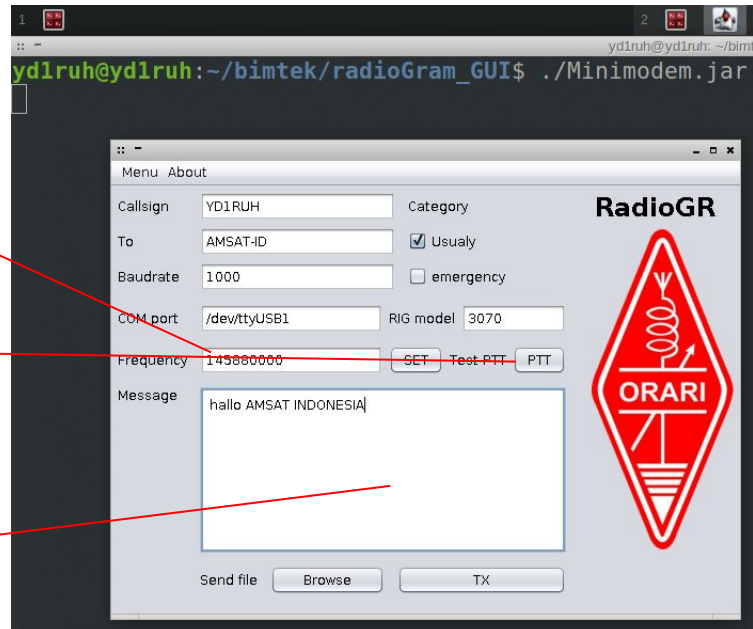 1 2
yd1ruh@yd1ruh: ~/bimt
yd1ruh@yd1ruh:~/bimtek/radioGram_GUI$ ./Minimodem.jar
Menu About
Callsign YD1RUH Category RadioGR
To AMSAT-ID Usualy
Baudrate 1000 emergency
COM port /dev/ttyUSB1 RIG model 3070
Frequency 145880000 SET Test PTT PTT
Message hallo AMSAT INDONESIA
ORARI
Send file Browse TX